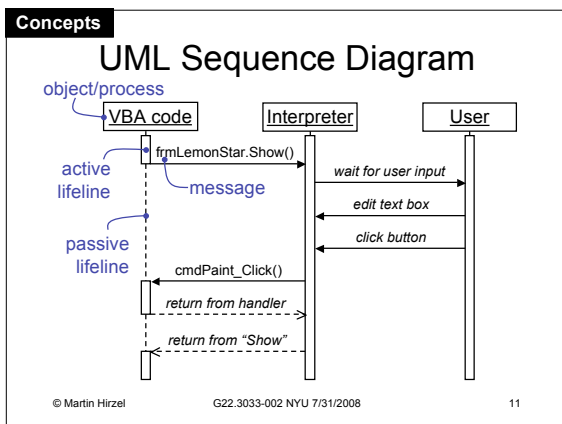 Concepts
UML Sequence Diagram
object/process
VBA code
Interpreter
User
frmLemonStar.Show()
active
lifeline
message
wait for user input
edit text box
passive
lifeline
click button
cmdPaint_Click()
return from handler
return from “Show”
© Martin Hirzel
G22.3033-002 NYU 7/31/2008
11